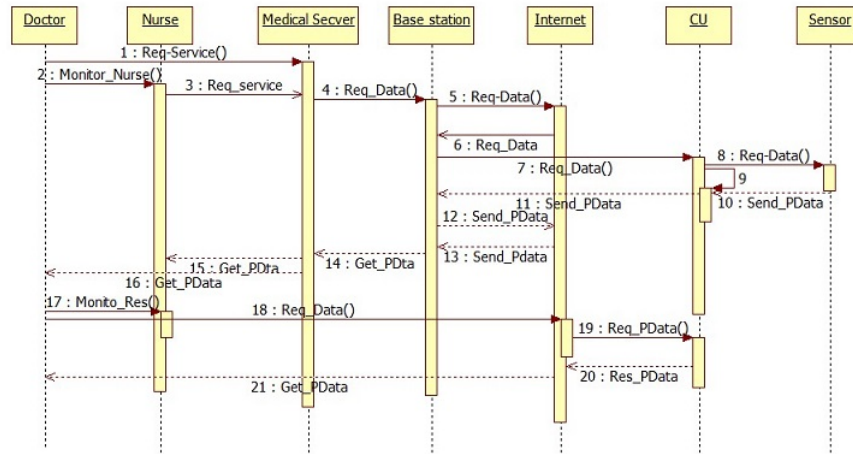 Doctor
Nurse
Medical Secver
Base station
Internet
CU
Sensor
1 : Req-Service()
2 : Monitor_Nurse()
3 : Req_service
4 : Req_Data()
5 : Req-Data()
6 : Req_Data
7 : Req_Data()
8 : Req-Data()
9
10 : Send_PData
11 : Send_PData
12 : Send_PData
13 : Send_Pdata
14 : Get_PDta
15 : Get_PDta
16 : Get_PData
17 : Monito_Res()
18 : Req_Data()
19 : Req_PData()
20 : Res_PData
21 : Get_PData